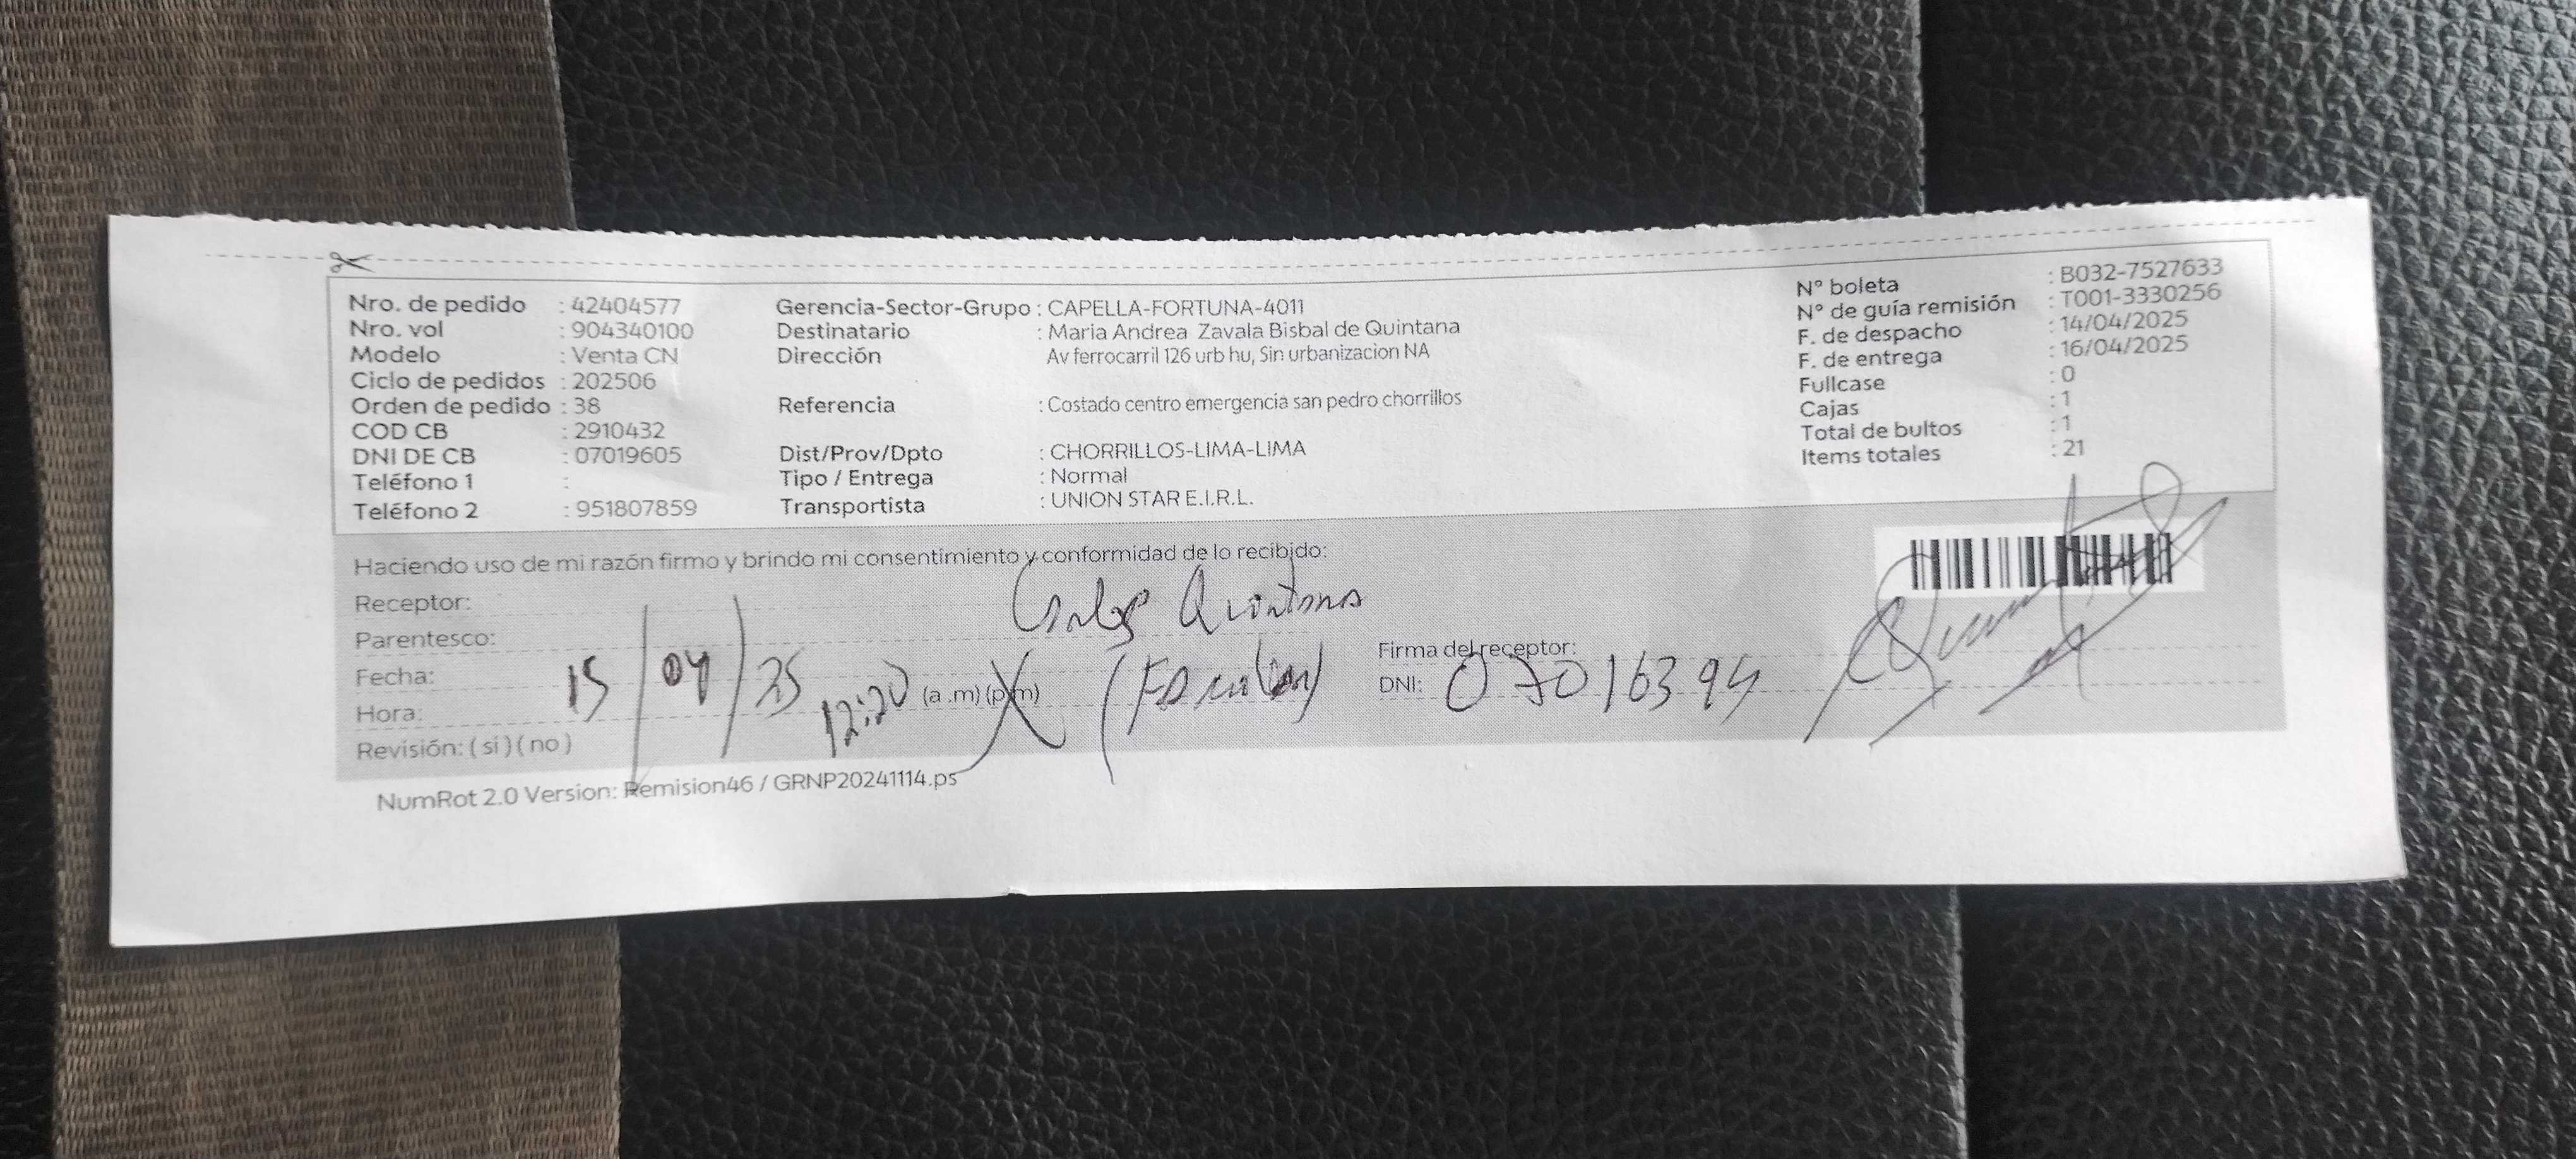 Nro. de pedido : 42404577
Nro. vol : 904340100
Modelo : Venta CN
Ciclo de pedidos : 202506
Orden de pedido : 38
COD CB : 2910432
DNI DE CB : 07019605
Teléfono 1 :
Teléfono 2 : 951807859
Gerencia-Sector-Grupo : CAPELLA-FORTUNA-4011
Destinatario : Maria Andrea Zavala Bisbal de Quintana
Dirección Av ferrocarril 126 urb hu, Sin urbanizacion NA
Referencia : Costado centro emergencia san pedro chorrillos
Dist/Prov/Dpto : CHORRILLOS-LIMA-LIMA
Tipo / Entrega : Normal
Transportista : UNION STAR E.I.R.L.
N° boleta : B032-7527633
N° de guía remisión : T001-3330256
F. de despacho : 14/04/2025
F. de entrega : 16/04/2025
Fullcase : 0
Cajas : 1
Total de bultos : 1
Items totales : 21
Haciendo uso de mi razón firmo y brindo mi consentimiento y conformidad de lo recibido:
Receptor: Carlos Quintana
Parentesco: (Familiar)
Fecha: 15/04/25
Hora: 12:20 (a .m) (p.m)
Revisión: ( si ) ( no )
Firma del receptor:
DNI: 07016394
NumRot 2.0 Version: Remision46 / GRNP20241114.ps